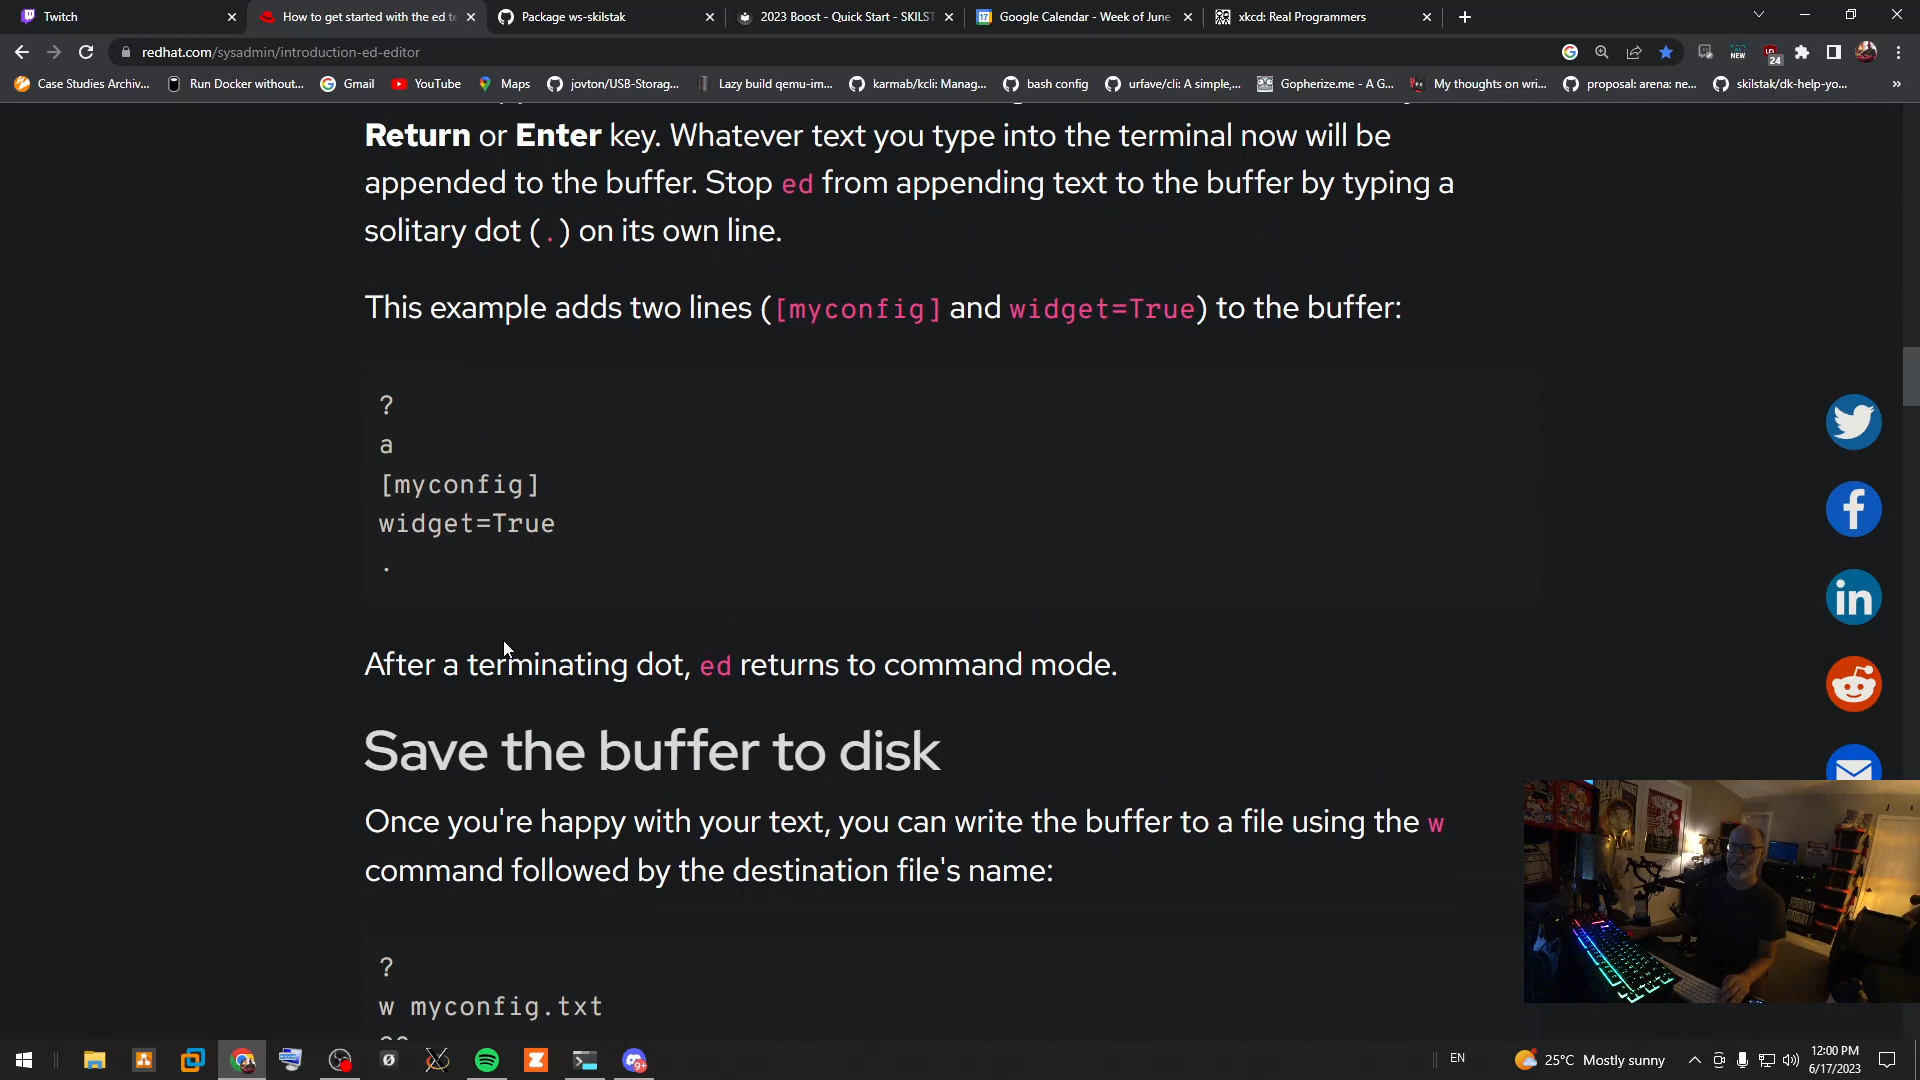 Twitch
How to get started with the ed te
Package ws-skilstak
2023 Boost - Quick Start - SKILST
Google Calendar - Week of June
xkcd: Real Programmers
redhat.com/sysadmin/introduction-ed-editor
24
Case Studies Archiv...
Run Docker without...
Gmail
YouTube
Maps
jovton/USB-Storag...
Lazy build qemu-im...
karmab/kcli: Manag...
bash config
urfave/cli: A simple,...
Gopherize.me - A G...
My thoughts on wri...
proposal: arena: ne...
skilstak/dk-help-yo...
»
Return or Enter key. Whatever text you type into the terminal now will be
appended to the buffer. Stop ed from appending text to the buffer by typing a
solitary dot (.) on its own line.
This example adds two lines ([myconfig] and widget=True) to the buffer:
?
a
[myconfig]
widget=True
.
After a terminating dot, ed returns to command mode.
Save the buffer to disk
Once you're happy with your text, you can write the buffer to a file using the w
command followed by the destination file's name:
?
w myconfig.txt
EN
25°C Mostly sunny
12:00 PM
6/17/2023